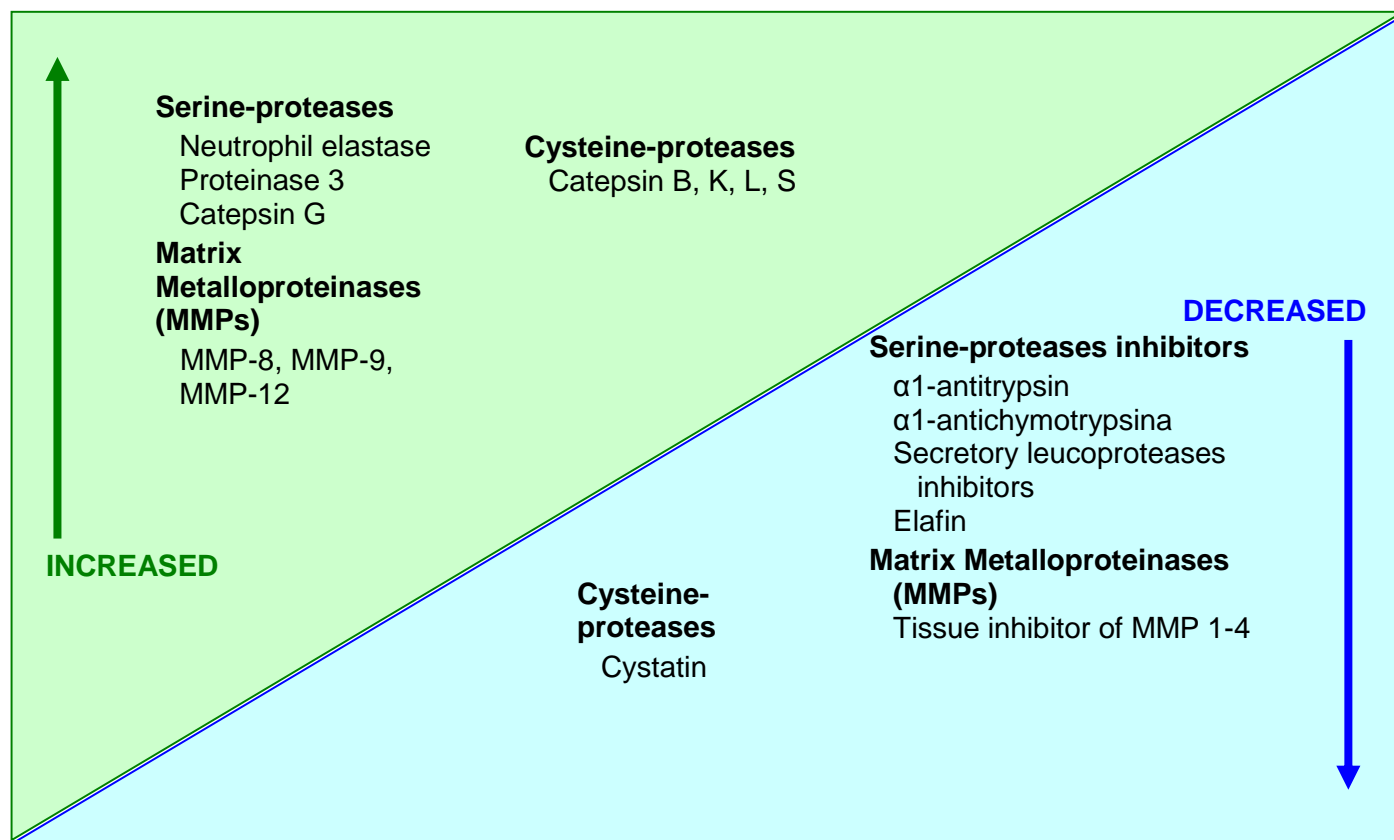 Serine-proteases
Neutrophil elastase
Proteinase 3
Catepsin G
Matrix
Metalloproteinases
(MMPs)
MMP-8, MMP-9,
MMP-12
Cysteine-proteases
Catepsin B, K, L, S
INCREASED
DECREASED
Serine-proteases inhibitors
α1-antitrypsin
α1-antichymotrypsina
Secretory leucoproteases
inhibitors
Elafin
Matrix Metalloproteinases
(MMPs)
Tissue inhibitor of MMP 1-4
Cysteine-
proteases
Cystatin